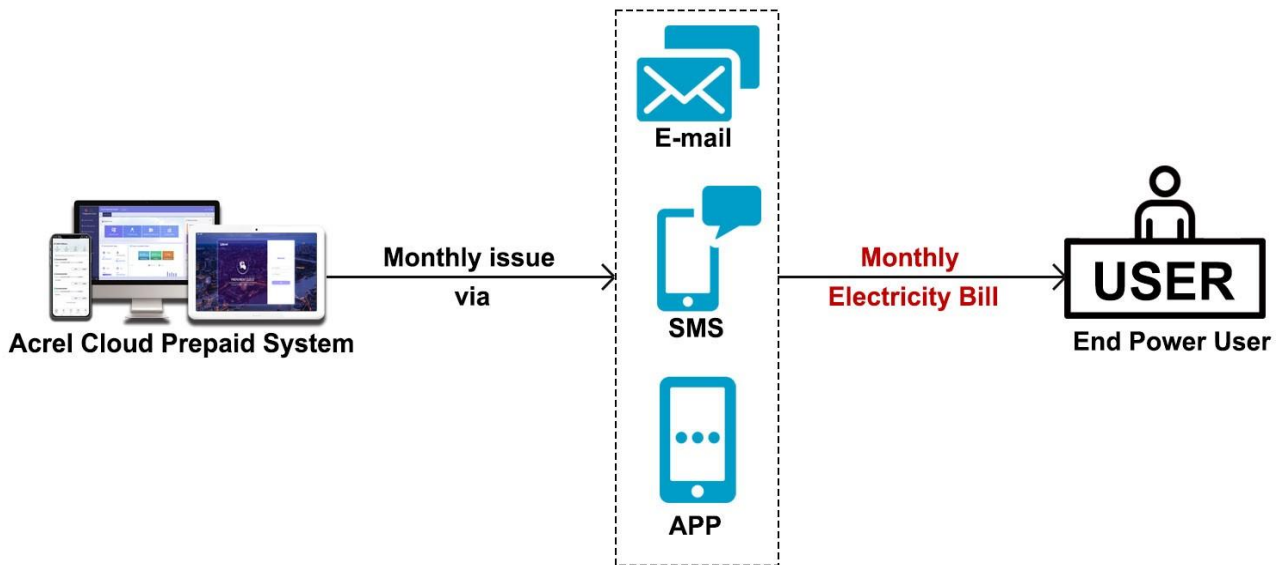 E-mail
SMS
APP
Acrel Cloud Prepaid System
Monthly issue
via
Monthly
Electricity Bill
USER
End Power User